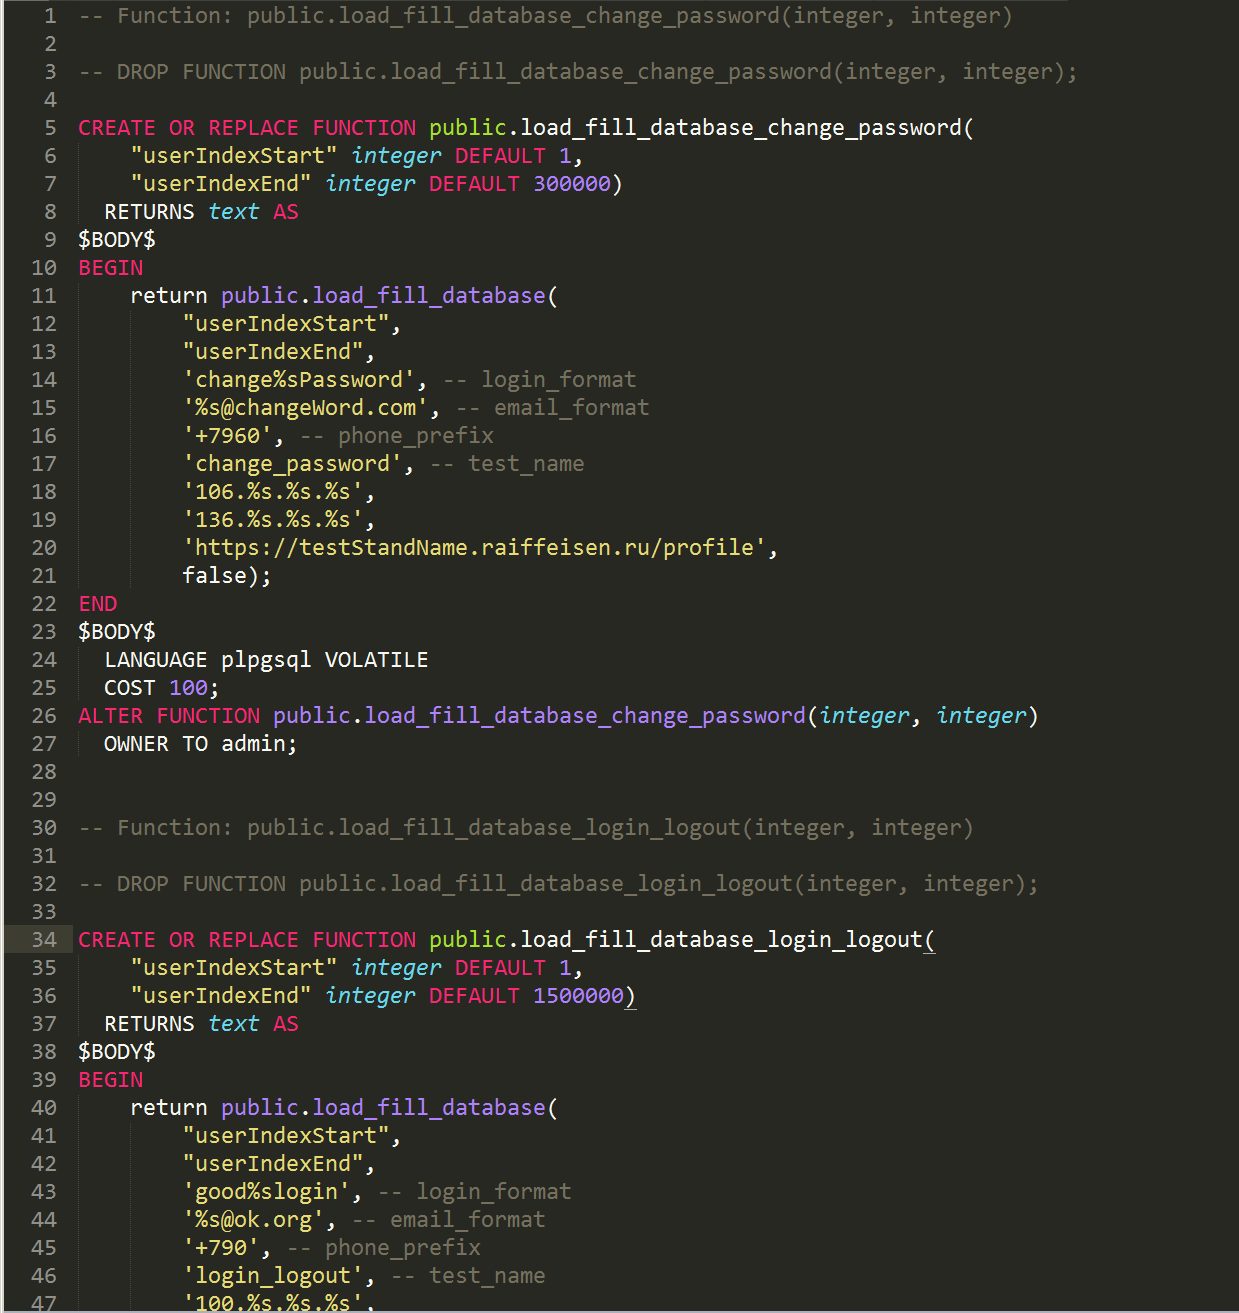 1 -- Function: public.load_fill_database_change_password(integer, integer)
2
3 -- DROP FUNCTION public.load_fill_database_change_password(integer, integer);
4
5 CREATE OR REPLACE FUNCTION public.load_fill_database_change_password(
6     "userIndexStart" integer DEFAULT 1,
7     "userIndexEnd" integer DEFAULT 300000)
8   RETURNS text AS
9 $BODY$
10 BEGIN
11     return public.load_fill_database(
12         "userIndexStart",
13         "userIndexEnd",
14         'change%sPassword', -- login_format
15         '%s@changeWord.com', -- email_format
16         '+7960', -- phone_prefix
17         'change_password', -- test_name
18         '106.%s.%s.%s',
19         '136.%s.%s.%s',
20         'https://testStandName.raiffeisen.ru/profile',
21         false);
22 END
23 $BODY$
24   LANGUAGE plpgsql VOLATILE
25   COST 100;
26 ALTER FUNCTION public.load_fill_database_change_password(integer, integer)
27   OWNER TO admin;
28
29
30 -- Function: public.load_fill_database_login_logout(integer, integer)
31
32 -- DROP FUNCTION public.load_fill_database_login_logout(integer, integer);
33
34 CREATE OR REPLACE FUNCTION public.load_fill_database_login_logout(
35     "userIndexStart" integer DEFAULT 1,
36     "userIndexEnd" integer DEFAULT 1500000)
37   RETURNS text AS
38 $BODY$
39 BEGIN
40     return public.load_fill_database(
41         "userIndexStart",
42         "userIndexEnd",
43         'good%slogin', -- login_format
44         '%s@ok.org', -- email_format
45         '+790', -- phone_prefix
46         'login_logout', -- test_name
47         '100.%s.%s.%s',